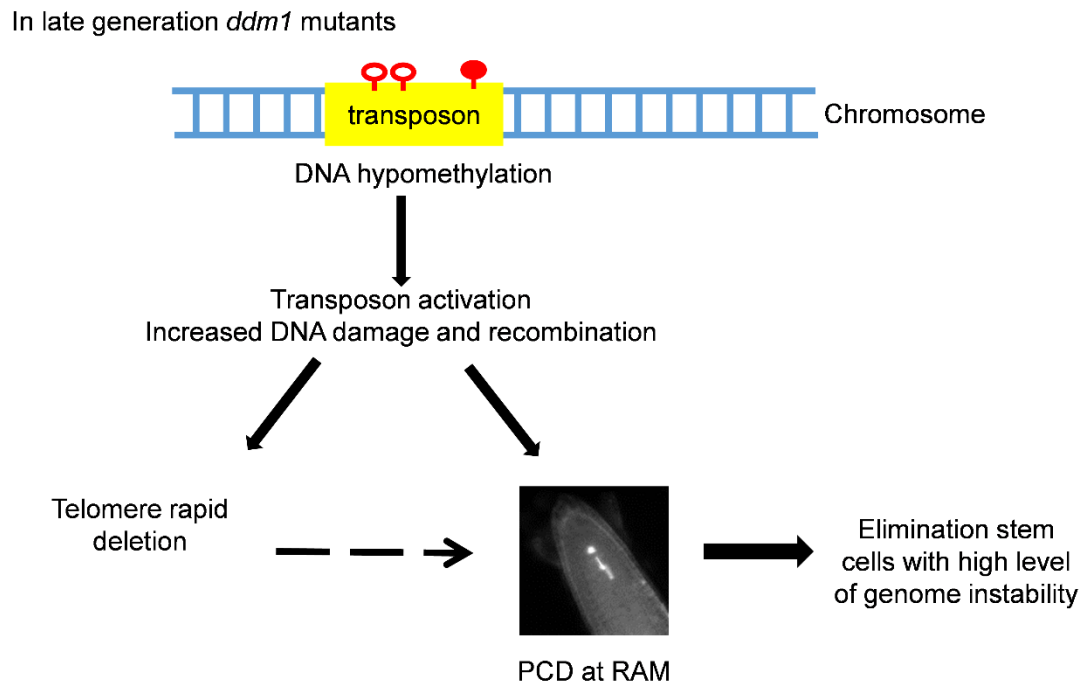 In late generation ddm1 mutants
transposon
Chromosome
DNA hypomethylation
Transposon activation
Increased DNA damage and recombination
Telomere rapid
deletion
Elimination stem
cells with high level
of genome instability
PCD at RAM